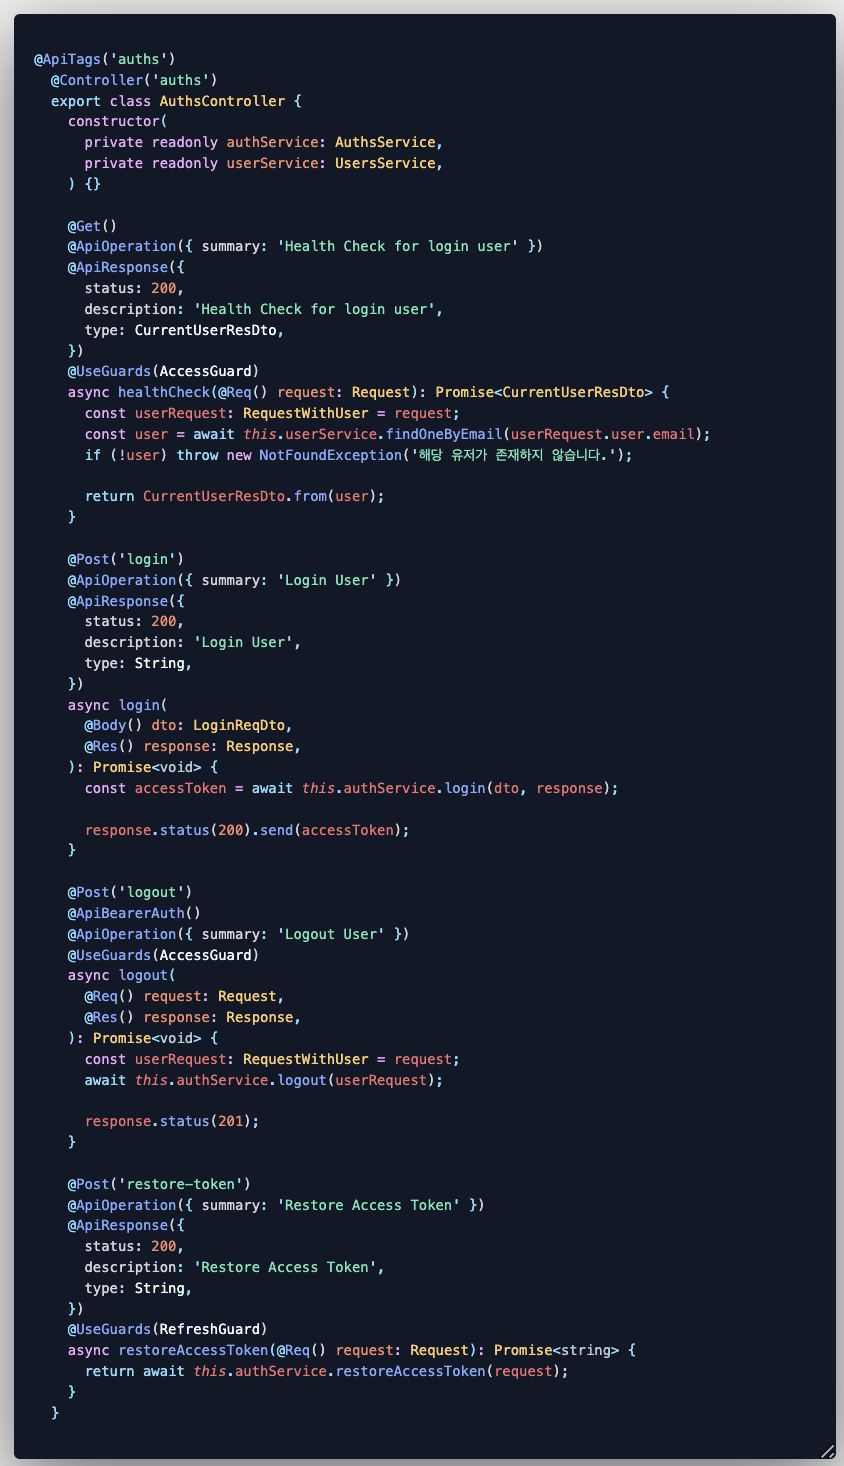 @ApiTags('auths')
@Controller('auths')
export class AuthsController {
constructor(
private readonly authService: AuthsService,
private readonly userService: UsersService,
) {}
@Get()
@ApiOperation({ summary: 'Health Check for login user' })
@ApiResponse({
status: 200,
description: 'Health Check for login user',
type: CurrentUserResDto,
})
@UseGuards(AccessGuard)
async healthCheck(@Req() request: Request): Promise<CurrentUserResDto> {
const userRequest: RequestWithUser = request;
const user = await this.userService.findOneByEmail(userRequest.user.email);
if (!user) throw new NotFoundException('해당 유저가 존재하지 않습니다.');
return CurrentUserResDto.from(user);
}
@Post('login')
@ApiOperation({ summary: 'Login User' })
@ApiResponse({
status: 200,
description: 'Login User',
type: String,
})
async login(
@Body() dto: LoginReqDto,
@Res() response: Response,
): Promise<void> {
const accessToken = await this.authService.login(dto, response);
response.status(200).send(accessToken);
}
@Post('logout')
@ApiBearerAuth()
@ApiOperation({ summary: 'Logout User' })
@UseGuards(AccessGuard)
async logout(
@Req() request: Request,
@Res() response: Response,
): Promise<void> {
const userRequest: RequestWithUser = request;
await this.authService.logout(userRequest);
response.status(201);
}
@Post('restore-token')
@ApiOperation({ summary: 'Restore Access Token' })
@ApiResponse({
status: 200,
description: 'Restore Access Token',
type: String,
})
@UseGuards(RefreshGuard)
async restoreAccessToken(@Req() request: Request): Promise<string> {
return await this.authService.restoreAccessToken(request);
}
}